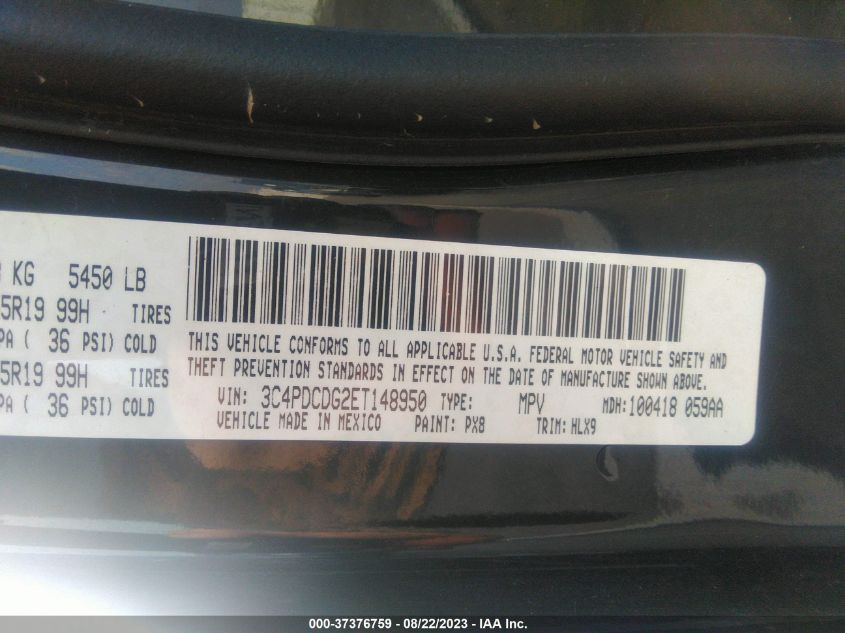 KG 5450 LB
5R19 99H TIRES
PA ( 36 PSI) COLD
5R19 99H TIRES
PA ( 36 PSI) COLD
THIS VEHICLE CONFORMS TO ALL APPLICABLE U.S.A. FEDERAL MOTOR VEHICLE SAFETY AND
THEFT PREVENTION STANDARDS IN EFFECT ON THE DATE OF MANUFACTURE SHOWN ABOVE.
VIN: 3C4PDCDG2ET148950 TYPE: MPV MDH: 100418 059AA
VEHICLE MADE IN MEXICO PAINT: PX8 TRIM: HLX9
000-37376759 | 08/22/2023 | IAA Inc.